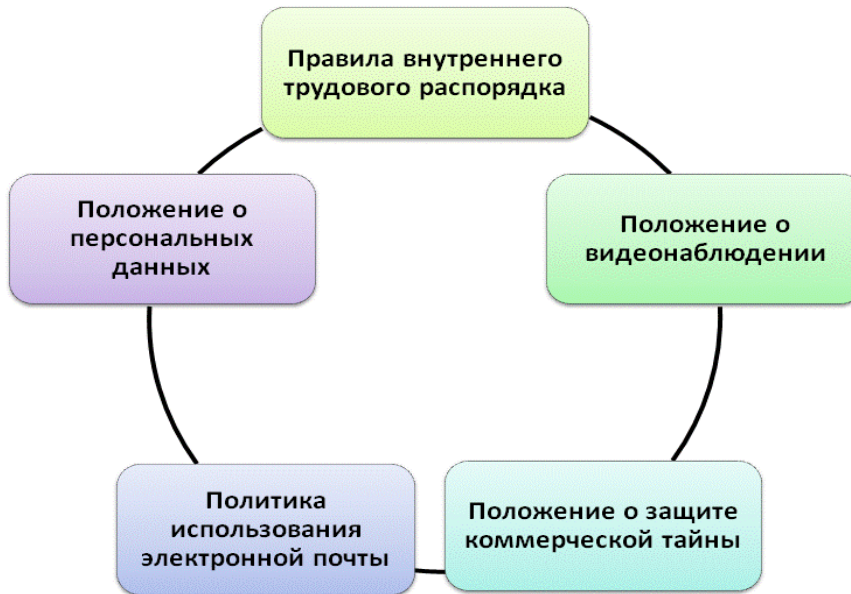 Правила внутреннего
трудового распорядка
Положение о
персональных
данных
Положение о
видеонаблюдении
Политика
использования
электронной почты
Положение о защите
коммерческой тайны